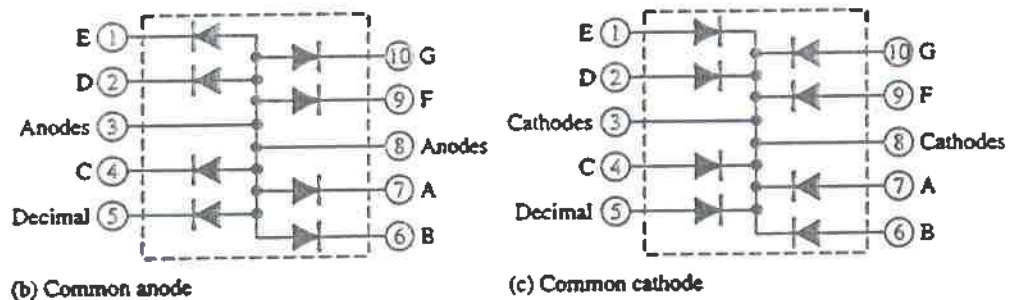 E 1
10 G
D 2
9 F
Anodes 3
8 Anodes
C 4
7 A
Decimal 5
6 B
(b) Common anode
E 1
10 G
D 2
9 F
Cathodes 3
8 Cathodes
C 4
7 A
Decimal 5
6 B
(c) Common cathode